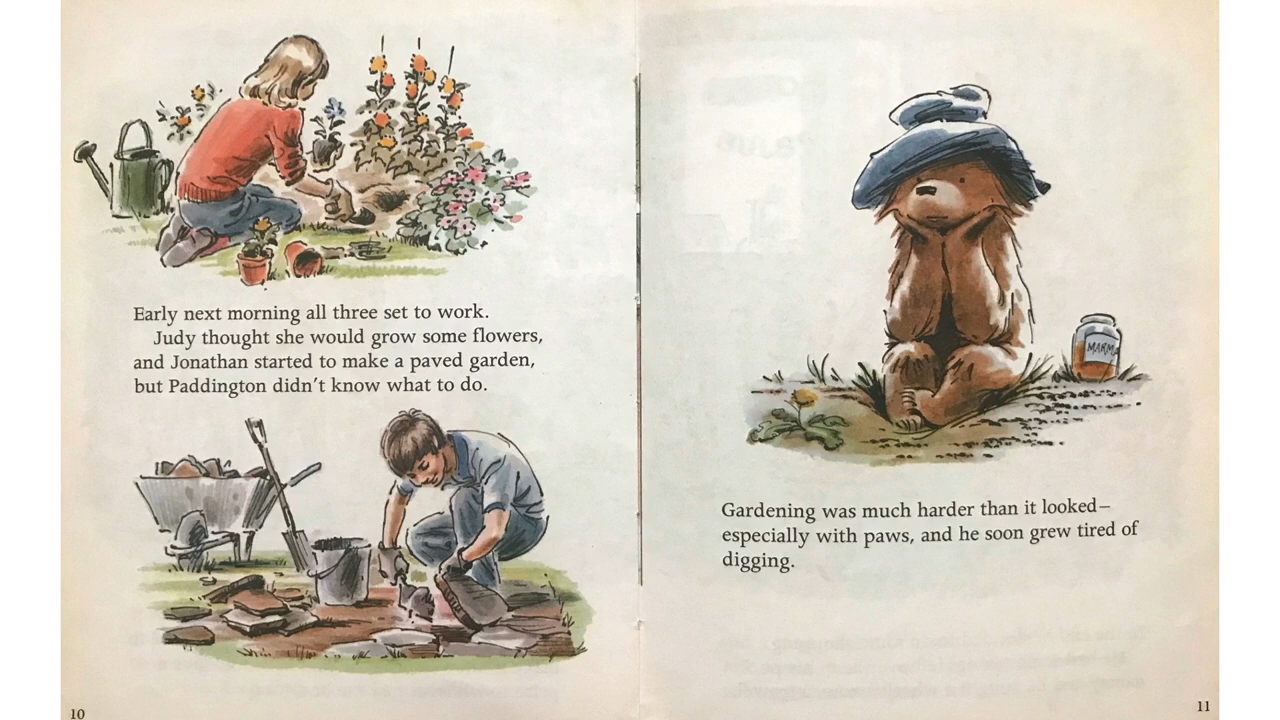 Early next morning all three set to work.
Judy thought she would grow some flowers,
and Jonathan started to make a paved garden,
but Paddington didn't know what to do.
10
MARMA
Gardening was much harder than it looked–
especially with paws, and he soon grew tired of
digging.
11